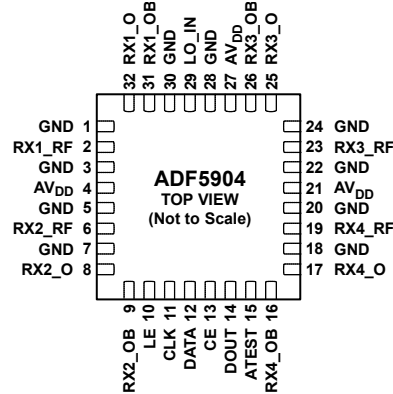 32 RX1_O
31 RX1_OB
30 GND
29 LO_IN
28 GND
27 AVDD
26 RX3_OB
25 RX3_O
GND 1
RX1_RF 2
GND 3
AVDD 4
GND 5
RX2_RF 6
GND 7
RX2_O 8
ADF5904
TOP VIEW
(Not to Scale)
24 GND
23 RX3_RF
22 GND
21 AVDD
20 GND
19 RX4_RF
18 GND
17 RX4_O
RX2_OB 9
LE 10
CLK 11
DATA 12
CE 13
DOUT 14
ATEST 15
RX4_OB 16